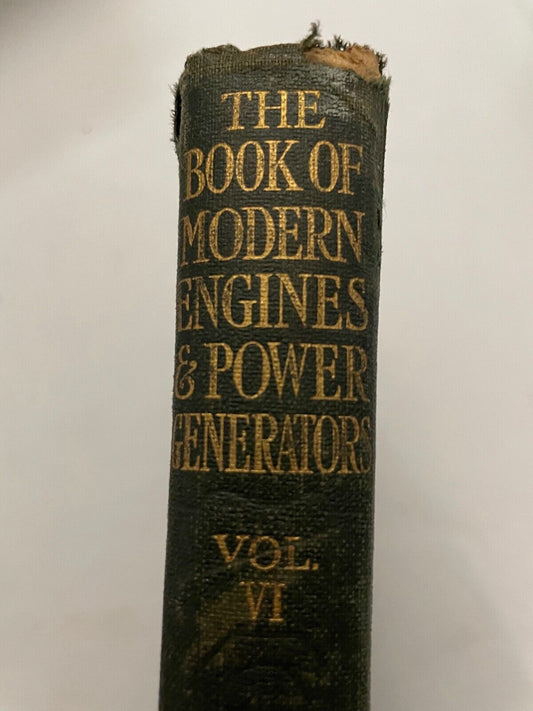 THE
BOOK OF
MODERN
ENGINES
& POWER
GENERATORS
VOL.
VI